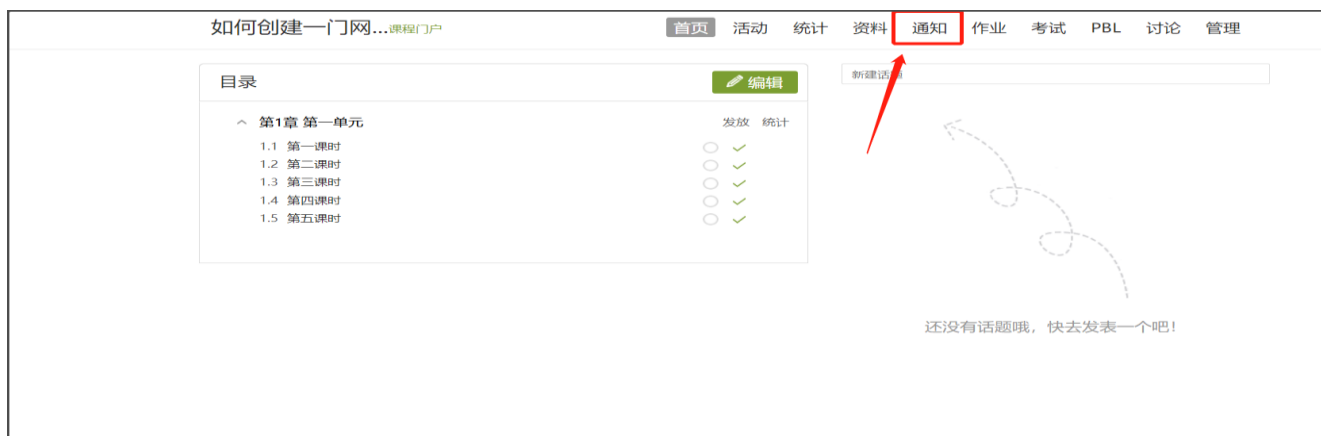 如何创建一门网...课程门户
首页 活动 统计 资料 通知 作业 考试 PBL 讨论 管理
目录
编辑
第1章 第一单元 发放 统计
1.1 第一课时
1.2 第二课时
1.3 第三课时
1.4 第四课时
1.5 第五课时
新建话
还没有话题哦，快去发表一个吧！